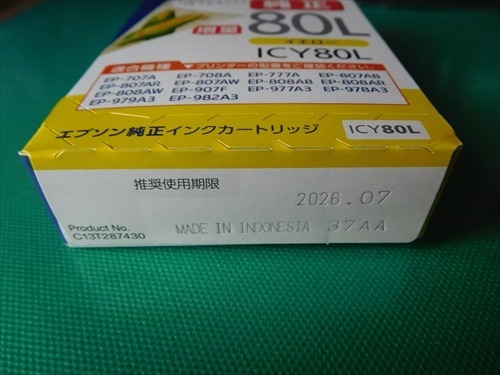 純正
増量
80L
イエロー
ICY80L
適合機種 ▼プリンターの型番をご確認ください。
EP-707A EP-708A EP-777A EP-807AB
EP-807AR EP-807AW EP-808AB EP-808AR
EP-808AW EP-907F EP-977A3 EP-978A3
EP-979A3 EP-982A3
エプソン純正インクカートリッジ ICY80L
推奨使用期限 2026.07
Product No.
C13T287430 MADE IN INDONESIA 37AA